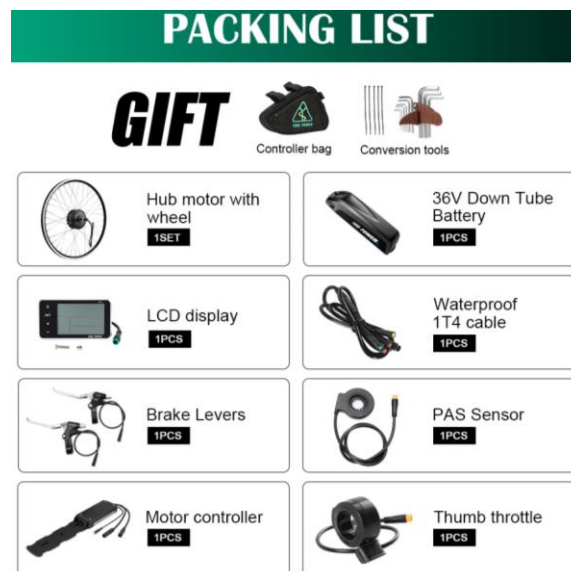 PACKING LIST
GIFT
Controller bag
Conversion tools
Hub motor with
wheel
1SET
36V Down Tube
Battery
1PCS
LCD display
1PCS
Waterproof
1T4 cable
1PCS
Brake Levers
1PCS
PAS Sensor
1PCS
Motor controller
1PCS
Thumb throttle
1PCS